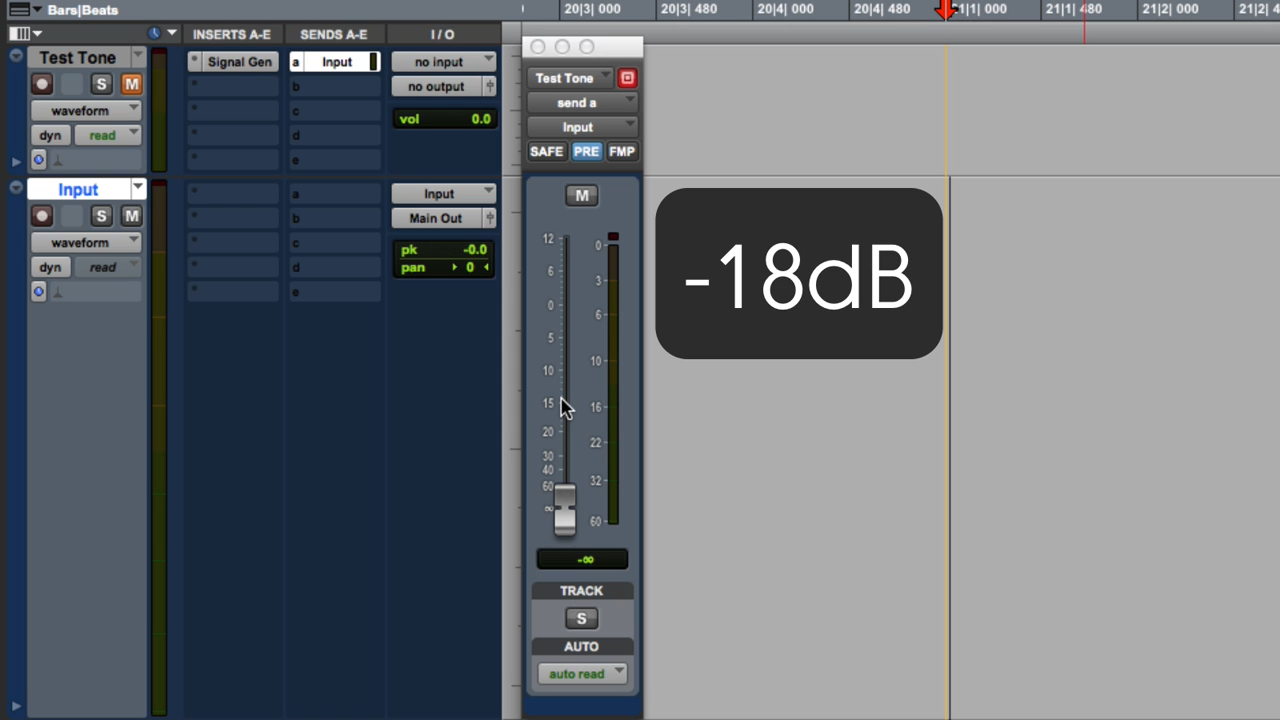 Bars|Beats
20|3| 000
20|3| 480
20|4| 000
20|4| 480
21|1| 000
21|1| 480
21|2| 000
21|2| 4
INSERTS A-E
SENDS A-E
I / O
Test Tone
S
M
waveform
dyn
read
Signal Gen
a
Input
b
c
d
e
no input
no output
vol
0.0
Input
S
M
waveform
dyn
read
a
b
c
d
e
Input
Main Out
pk
-0.0
pan
0
Test Tone
send a
Input
SAFE
PRE
FMP
M
12
6
0
5
10
15
20
30
40
60
∞
0
3
6
10
16
22
32
60
-∞
TRACK
S
AUTO
auto read
-18dB